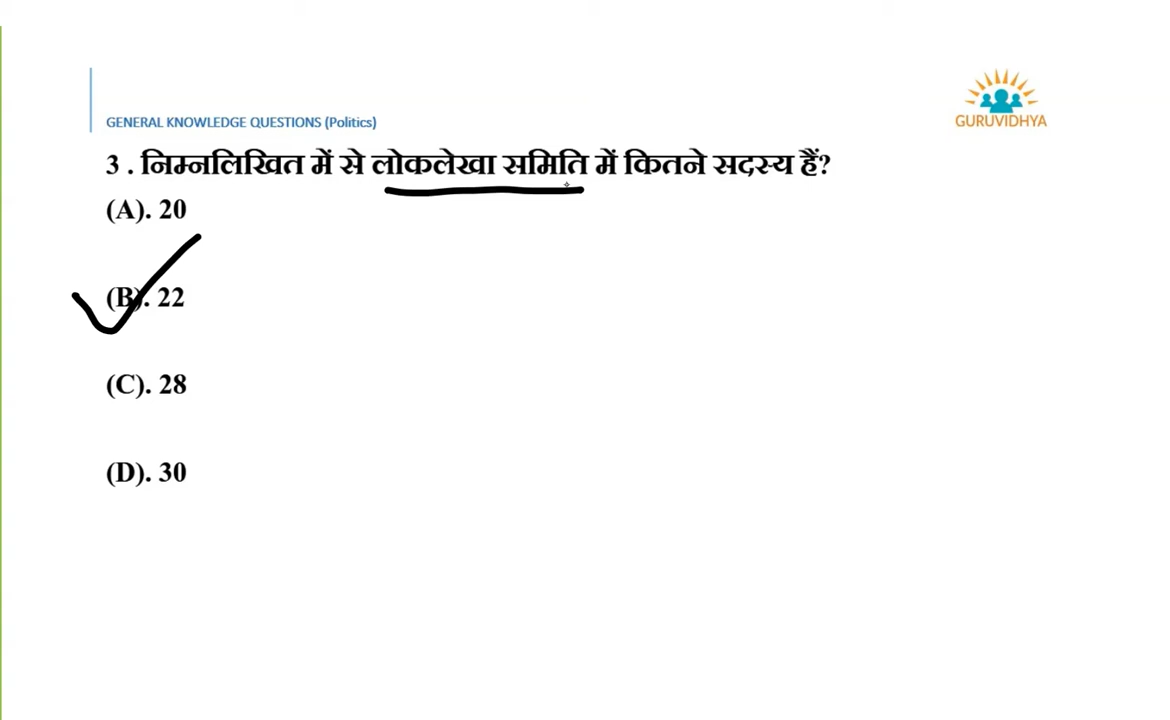 GURUVIDHYA
GENERAL KNOWLEDGE QUESTIONS (Politics)
3 . निम्नलिखित में से लोकलेखा समिति में कितने सदस्य हैं?
(A). 20
(B). 22
(C). 28
(D). 30